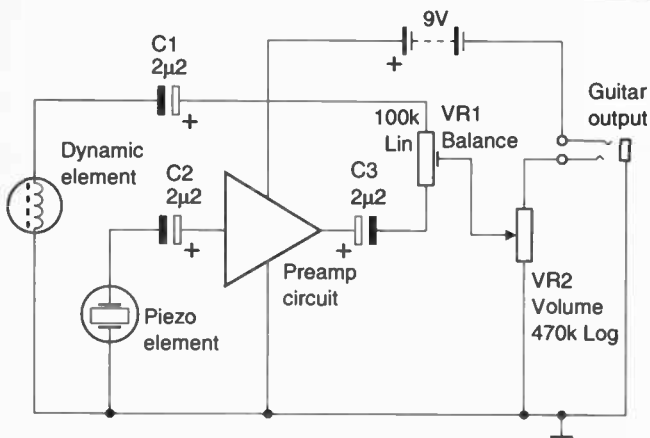 9V
+
C1
2µ2
+
Guitar
output
100k
Lin
VR1
Balance
Dynamic
element
C2
2µ2
+
C3
2µ2
+
Preamp
circuit
VR2
Volume
470k Log
Piezo
element